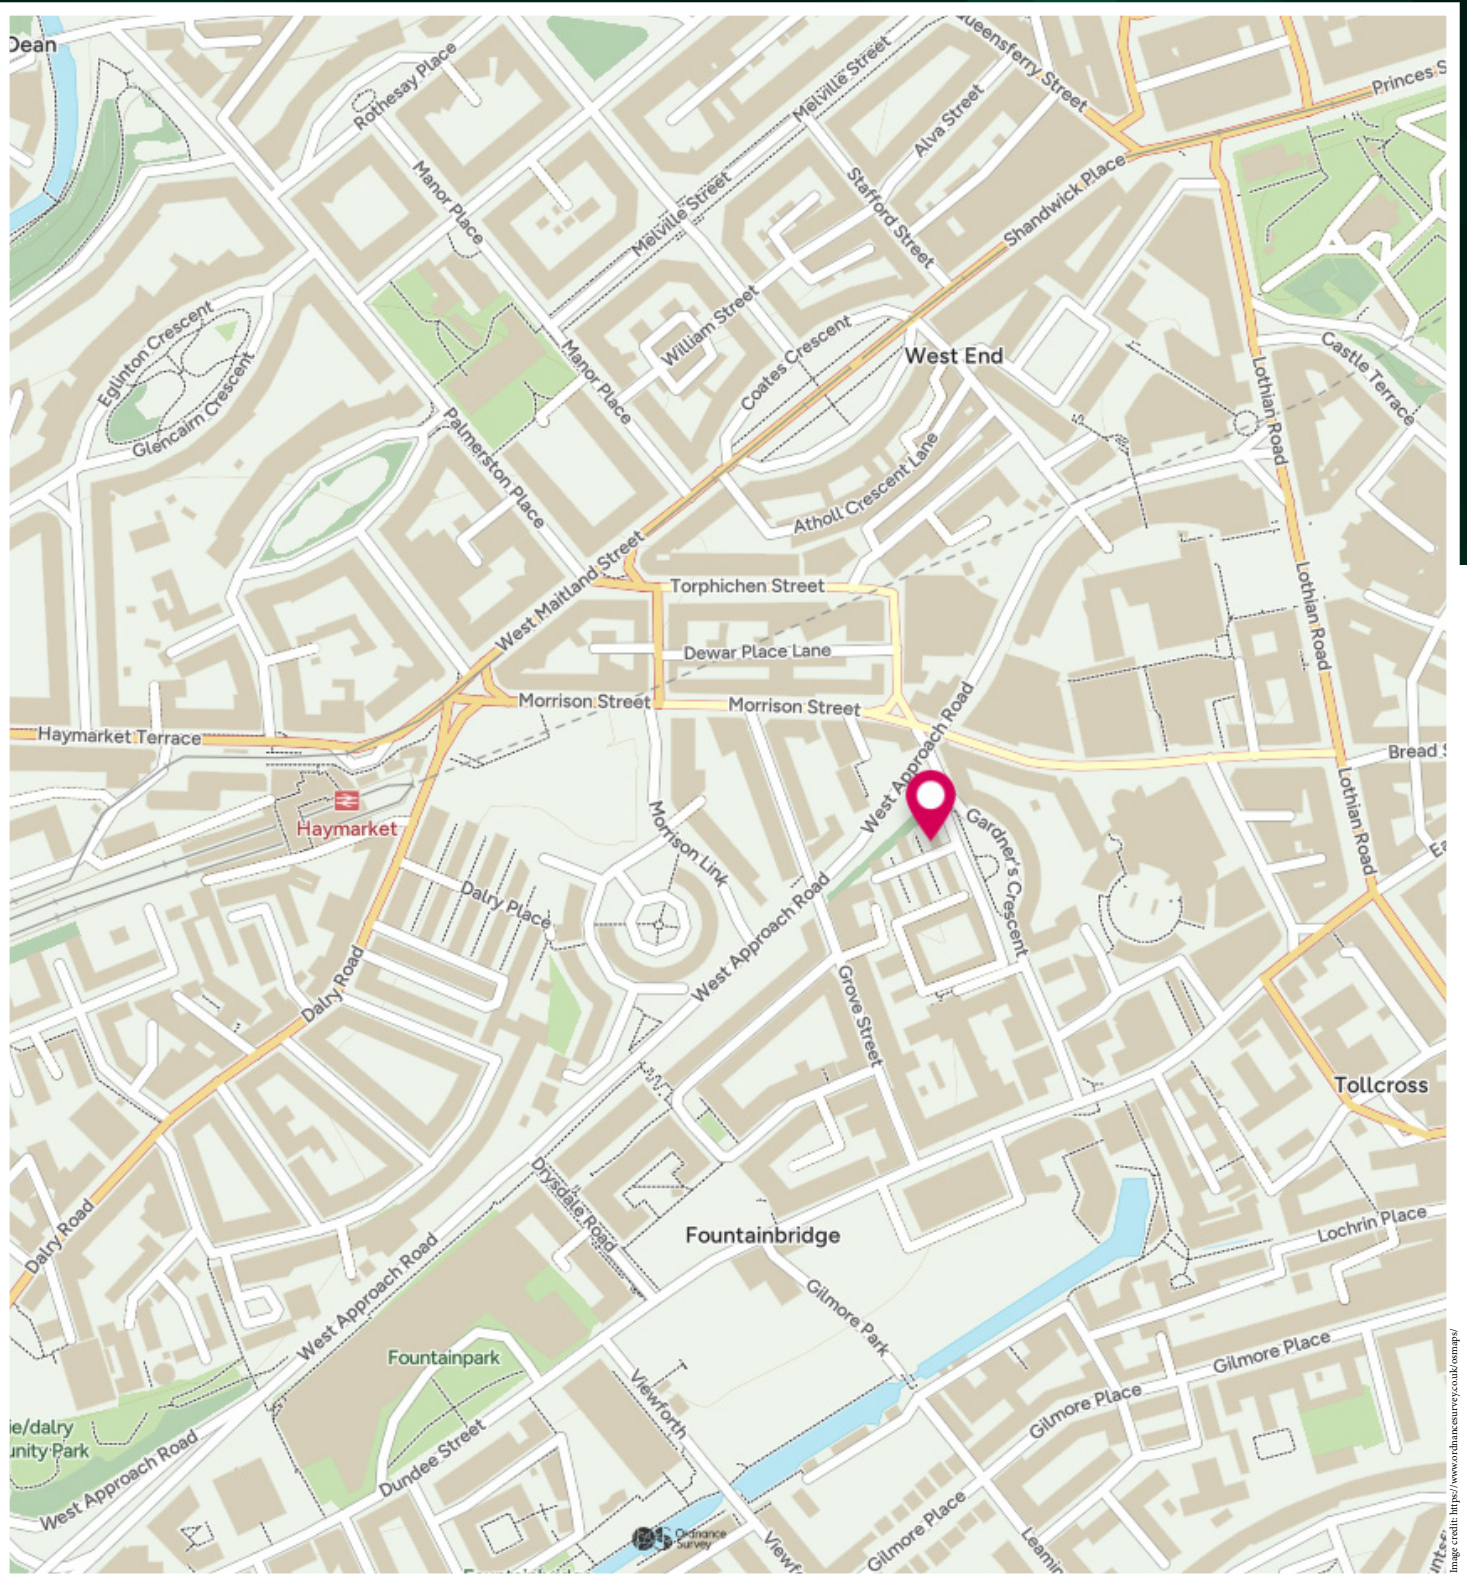 Dean
Rothesay Place
Melville Street
Queensferry Street
Princes S
Alva Street
Manor Place
Stafford Street
Shandwick Place
Melville Street
Eglinton Crescent
William Street
Coates Crescent
West End
Castle Terrace
Glencairn Crescent
Manor Place
Lothian Road
Palmerston Place
Atholl Crescent Lane
West Maitland Street
Torphichen Street
Lothian Road
Dewar Place Lane
Morrison Street
Morrison Street
West Approach Road
Haymarket Terrace
Bread S
Haymarket
Morrison Link
Gardner's Crescent
Lothian Road
Ea
Dalry Place
West Approach Road
Grove Street
Dalry Road
Tollcross
Drysdale Road
Dalry Road
Fountainbridge
Lochrin Place
West Approach Road
Gilmore Park
Fountainpark
Gilmore Place
Viewforth
Gilmore Place
ie/dalry
unity Park
Dundee Street
West Approach Road
Gilmore Place
Ordnance
Survey
Viewf
Leamin
Image credit: https://www.ordnancesurvey.co.uk/osmaps/